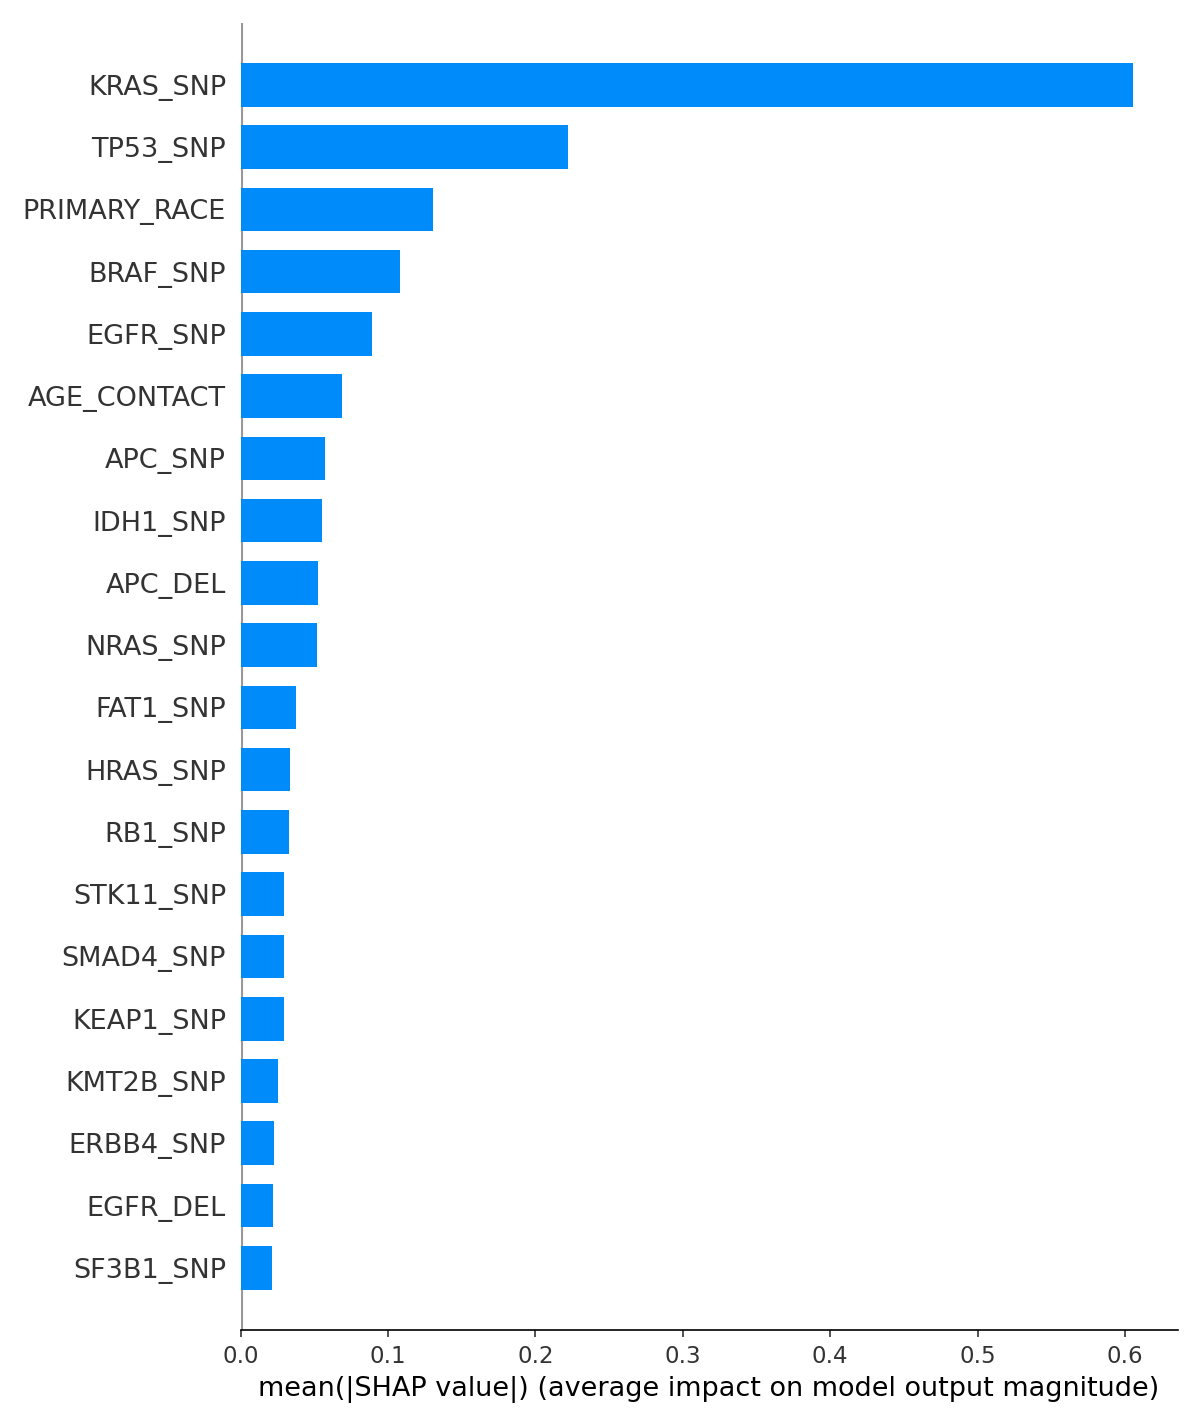 KRAS_SNP
TP53_SNP
PRIMARY_RACE
BRAF_SNP
EGFR_SNP
AGE_CONTACT
APC_SNP
IDH1_SNP
APC_DEL
NRAS_SNP
FAT1_SNP
HRAS_SNP
RB1_SNP
STK11_SNP
SMAD4_SNP
KEAP1_SNP
KMT2B_SNP
ERBB4_SNP
EGFR_DEL
SF3B1_SNP
0.0 0.1 0.2 0.3 0.4 0.5 0.6
mean(|SHAP value|) (average impact on model output magnitude)